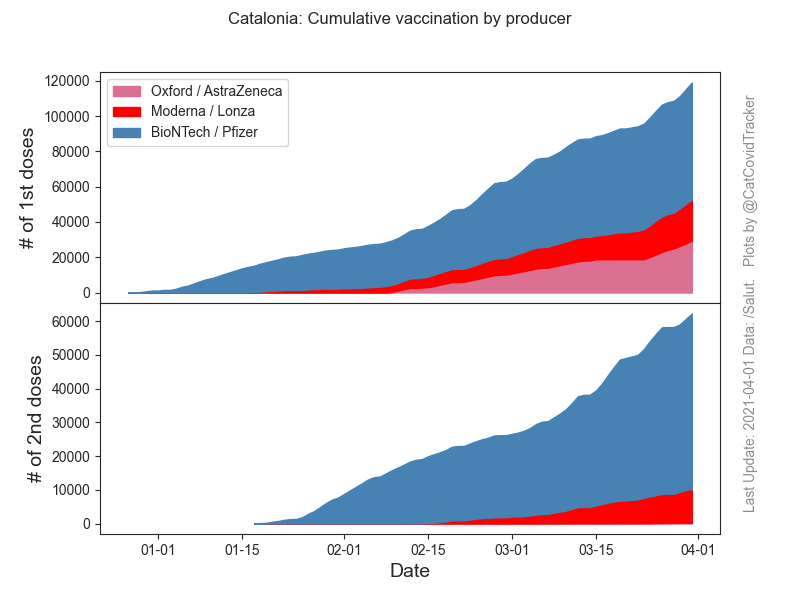 Catalonia: Cumulative vaccination by producer
120000
100000
80000
60000
40000
20000
0
# of 1st doses
Oxford / AstraZeneca
Moderna / Lonza
BioNTech / Pfizer
60000
50000
40000
30000
20000
10000
0
# of 2nd doses
01-01
01-15
02-01
02-15
03-01
03-15
04-01
Date
Last Update: 2021-04-01 Data: /Salut. Plots by @CatCovidTracker